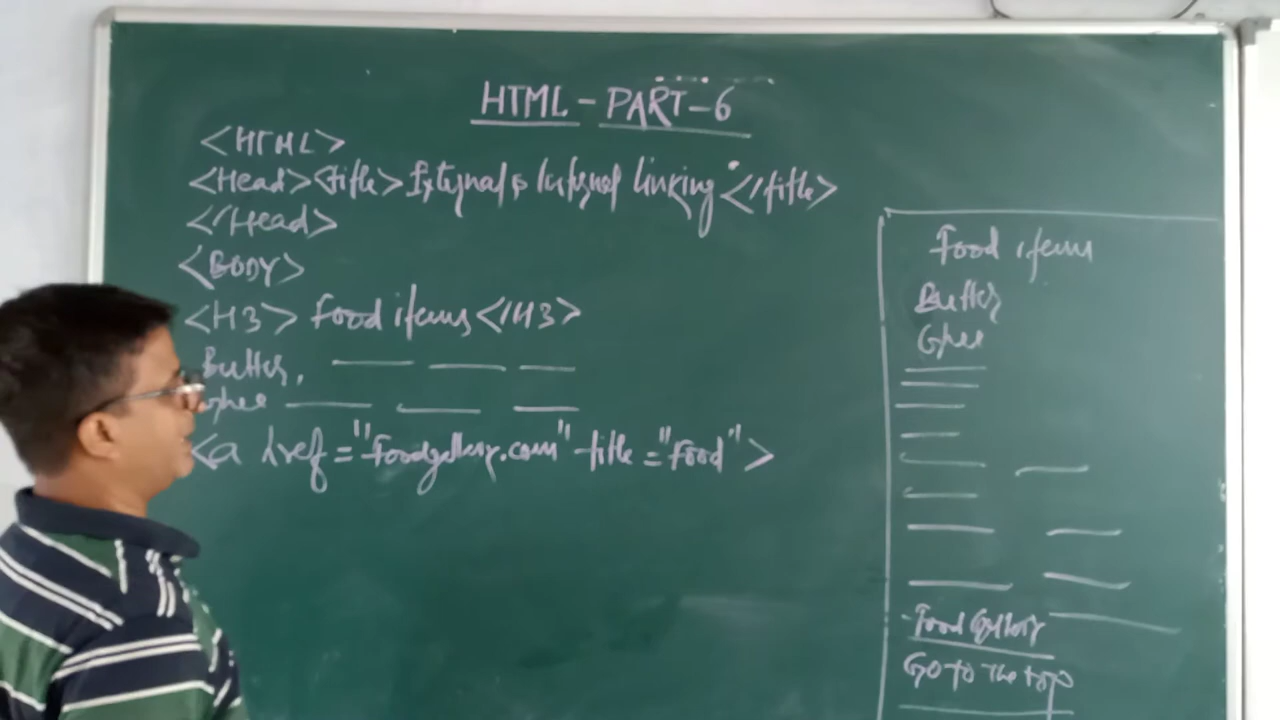 HTML - PART-6
<HTML>
<Head><title> External & Internal linking </title>
</Head>
<BODY>
<H3> Food items </H3>
Butter,
Ghee
<a href="Foodgallery.com" title="Food">
Food items
Butter
Ghee
Food Gallery
Go to the top